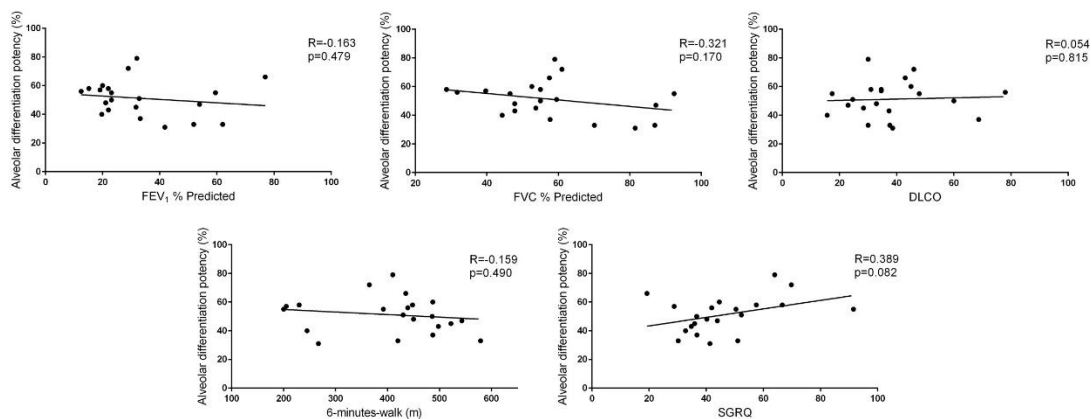 Alveolar differentiation potency (%)
100
80
60
40
20
0
0 20 40 60 80 100
FEV₁ % Predicted
R=-0.163
p=0.479
Alveolar differentiation potency (%)
100
80
60
40
20
0
20 40 60 80 100
FVC % Predicted
R=-0.321
p=0.170
Alveolar differentiation potency (%)
100
80
60
40
20
0
0 20 40 60 80 100
DLCO
R=0.054
p=0.815
Alveolar differentiation potency (%)
100
80
60
40
20
0
100 200 300 400 500 600
6-minutes-walk (m)
R=-0.159
p=0.490
Alveolar differentiation potency (%)
100
80
60
40
20
0
0 20 40 60 80 100
SGRQ
R=0.389
p=0.082